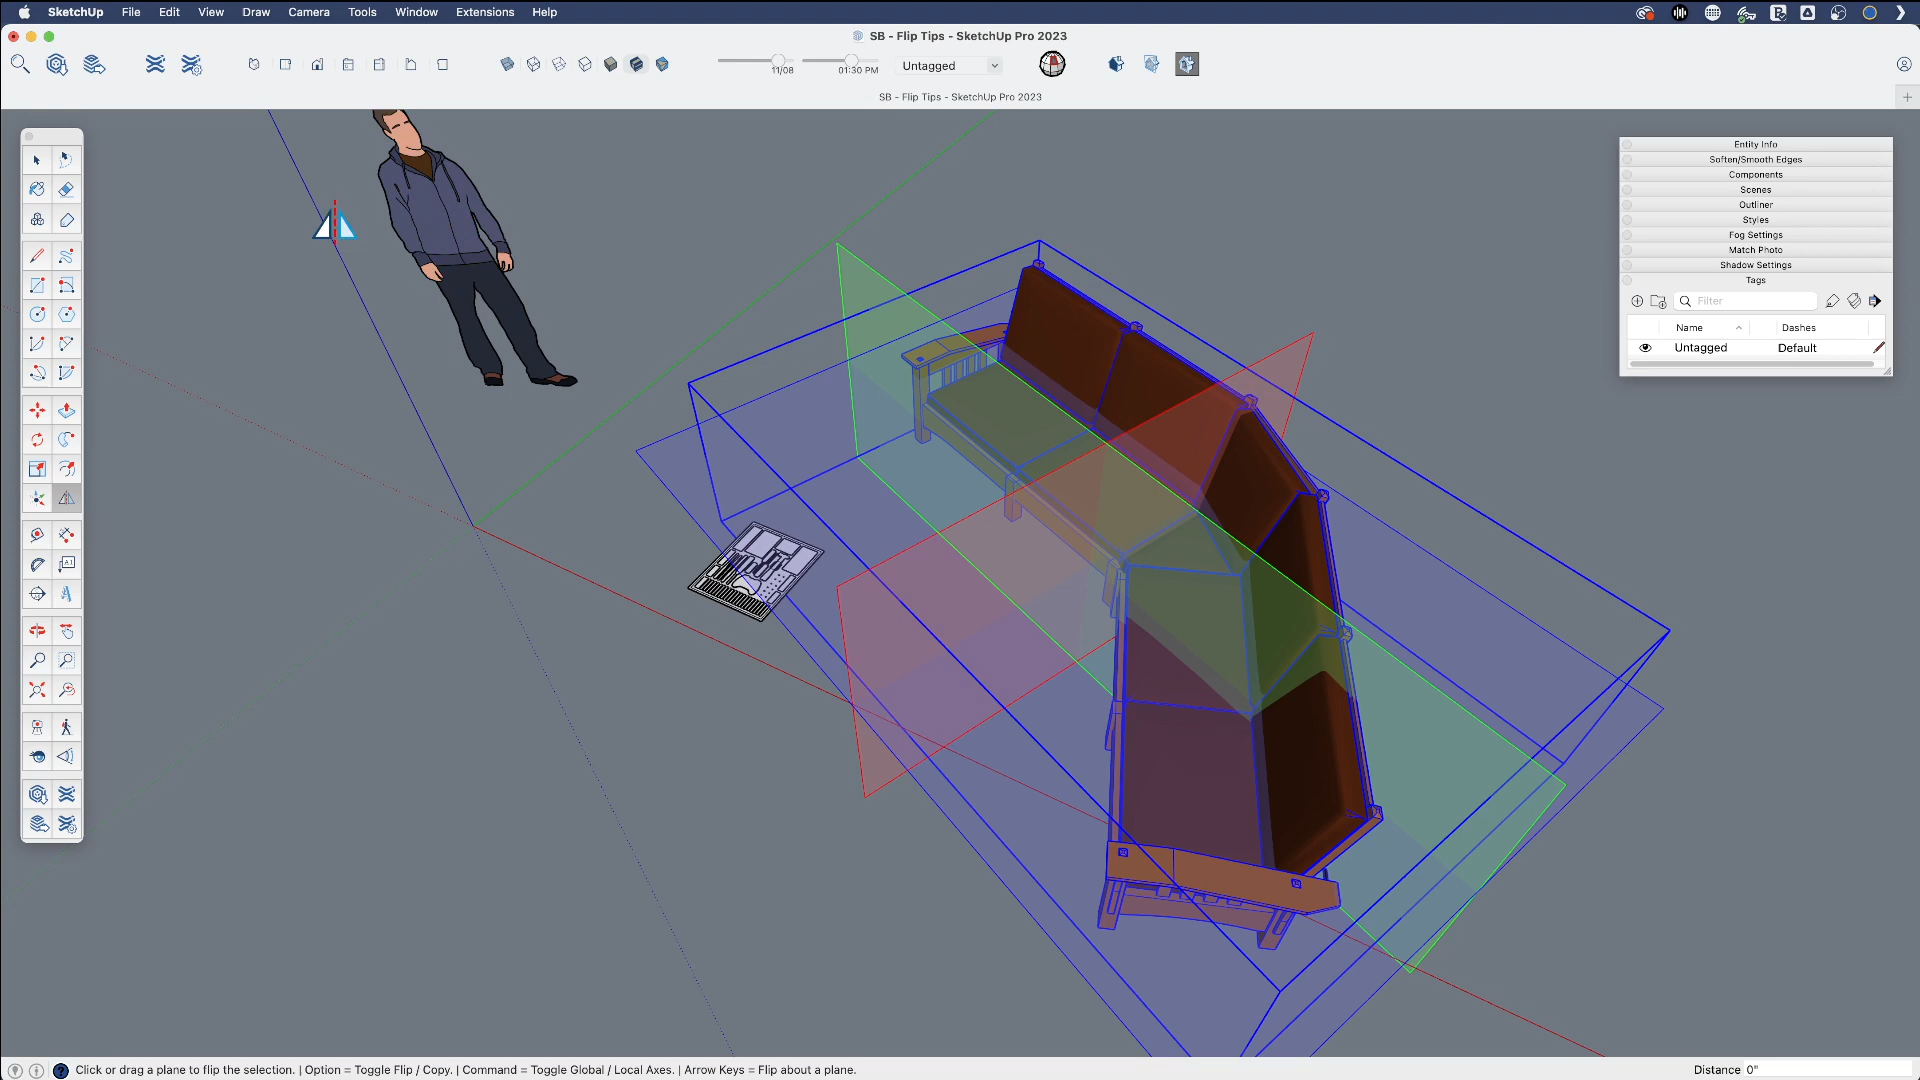 SketchUp File Edit View Draw Camera Tools Window Extensions Help
SB - Flip Tips - SketchUp Pro 2023
11/08
01:30 PM
Untagged
SB - Flip Tips - SketchUp Pro 2023
Entity Info
Soften/Smooth Edges
Components
Scenes
Outliner
Styles
Fog Settings
Match Photo
Shadow Settings
Tags
Filter
Name Dashes
Untagged Default
A1
Click or drag a plane to flip the selection. | Option = Toggle Flip / Copy. | Command = Toggle Global / Local Axes. | Arrow Keys = Flip about a plane.
Distance 0"